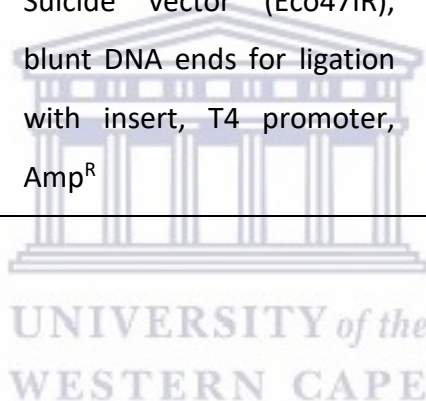 Suicide vector (Eco47IR),
blunt DNA ends for ligation
with insert, T4 promoter,
Amp^R
UNIVERSITY of the
WESTERN CAPE